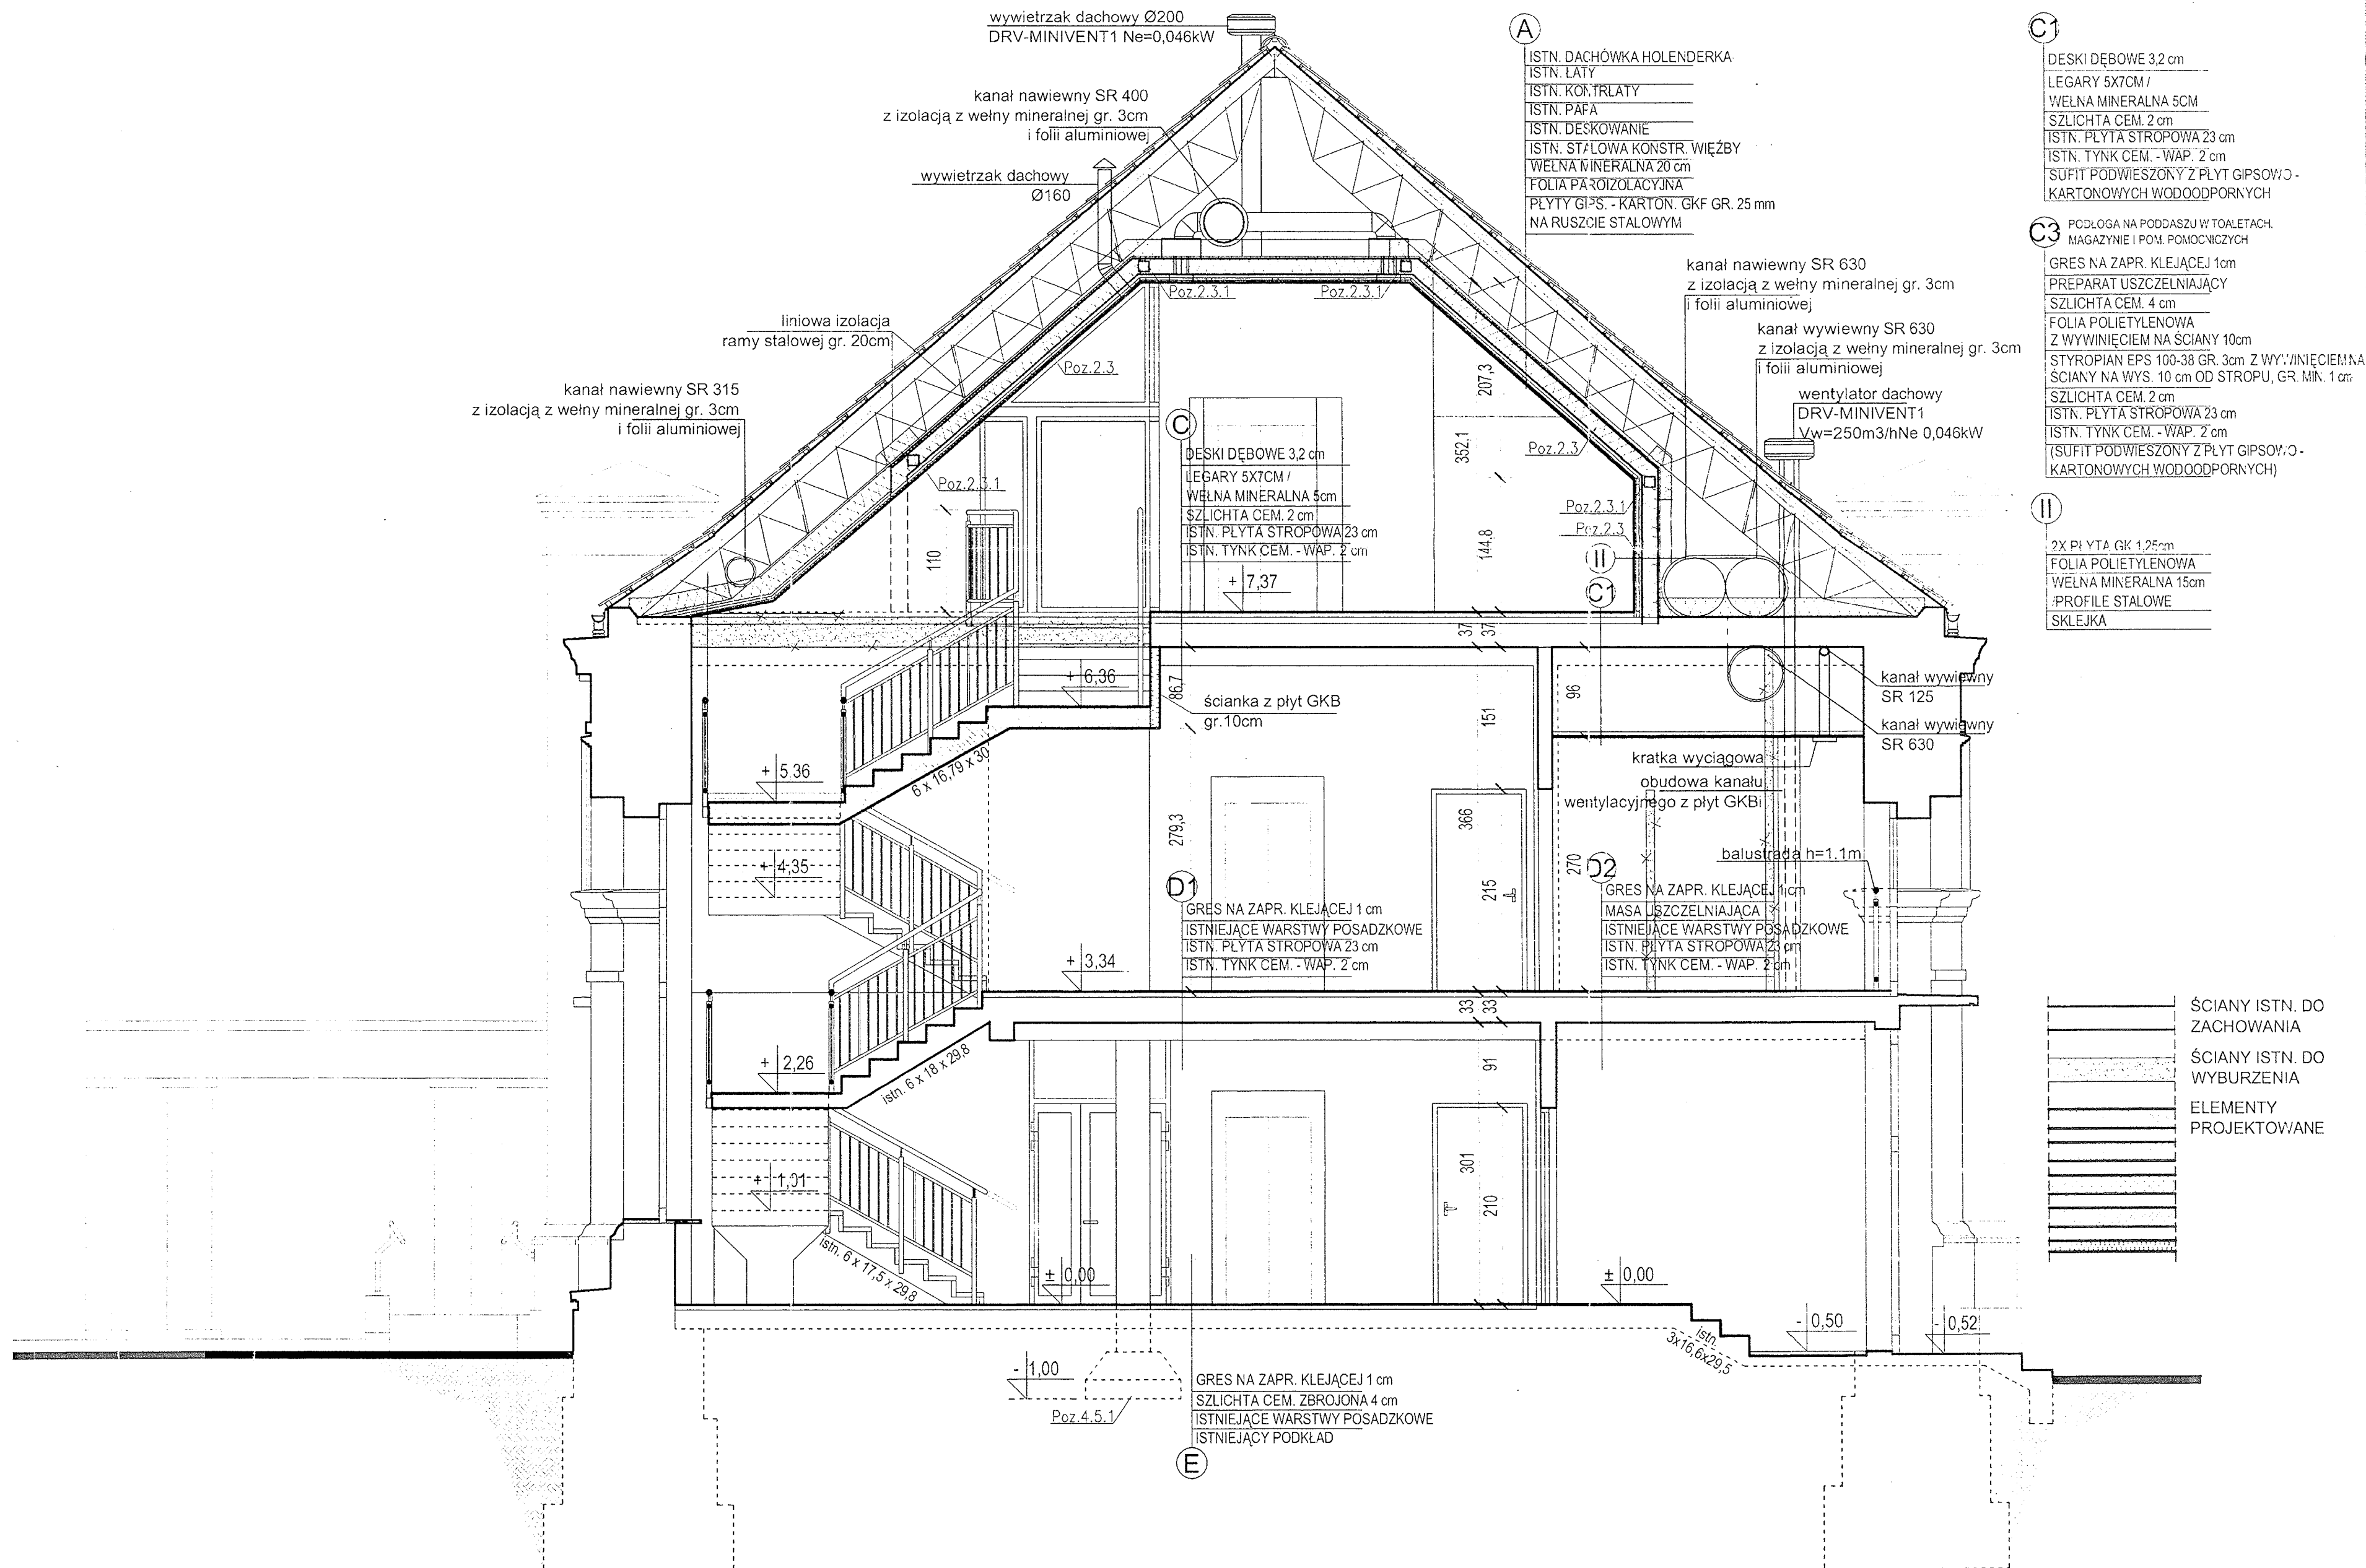 wywietrzak dachowy Ø200
DRV-MINIVENT1 Ne=0,046kW
kanał nawiewny SR 400
z izolacją z wełny mineralnej gr. 3cm
i folii aluminiowej
wywietrzak dachowy
Ø160
liniowa izolacja
ramy stalowej gr. 20cm
kanał nawiewny SR 315
z izolacją z wełny mineralnej gr. 3cm
i folii aluminiowej
A
ISTN. DACHÓWKA HOLENDERKA
ISTN. ŁATY
ISTN. KONTRŁATY
ISTN. PAPA
ISTN. DESKOWANIE
ISTN. STALOWA KONSTR. WIĘŹBY
WEŁNA MINERALNA 20 cm
FOLIA PAROIZOLACYJNA
PŁYTY GIPS. - KARTON. GKF GR. 25 mm
NA RUSZCIE STALOWYM
kanał nawiewny SR 630
z izolacją z wełny mineralnej gr. 3cm
i folii aluminiowej
kanał wywiewny SR 630
z izolacją z wełny mineralnej gr. 3cm
i folii aluminiowej
wentylator dachowy
DRV-MINIVENT1
Vw=250m3/hNe 0,046kW
C1
DESKI DĘBOWE 3,2 cm
LEGARY 5X7CM /
WEŁNA MINERALNA 5CM
SZLICHTA CEM. 2 cm
ISTN. PŁYTA STROPOWA 23 cm
ISTN. TYNK CEM. - WAP. 2 cm
SUFIT PODWIESZONY Z PŁYT GIPSOWO -
KARTONOWYCH WODOODPORNYCH
C3
PODŁOGA NA PODDASZU W TOALETACH,
MAGAZYNIE I POM. POMOCNICZYCH
GRES NA ZAPR. KLEJĄCEJ 1cm
PREPARAT USZCZELNIAJĄCY
SZLICHTA CEM. 4 cm
FOLIA POLIETYLENOWA
Z WYWINIĘCIEM NA ŚCIANY 10cm
STYROPIAN EPS 100-38 GR. 3cm Z WYWINIĘCIEM NA
ŚCIANY NA WYS. 10 cm OD STROPU, GR. MIN. 1 cm
SZLICHTA CEM. 2 cm
ISTN. PŁYTA STROPOWA 23 cm
ISTN. TYNK CEM. - WAP. 2 cm
(SUFIT PODWIESZONY Z PŁYT GIPSOWO -
KARTONOWYCH WODOODPORNYCH)
II
2X PŁYTA GK 1,25cm
FOLIA POLIETYLENOWA
WEŁNA MINERALNA 15cm
/PROFILE STALOWE
SKLEJKA
Poz.2.3.1
Poz.2.3.1
Poz.2.3
Poz.2.3.1
Poz.2.3
Poz.2.3.1
Poz.2.3
II
C1
207,3
352,1
144,8
110
C
DESKI DĘBOWE 3,2 cm
LEGARY 5X7CM /
WEŁNA MINERALNA 5cm
SZLICHTA CEM. 2 cm
ISTN. PŁYTA STROPOWA 23 cm
ISTN. TYNK CEM. - WAP. 2 cm
+ 7,37
37
37
+ 6,36
86,7
ścianka z płyt GKB
gr.10cm
151
96
kanał wywiewny
SR 125
kanał wywiewny
SR 630
kratka wyciągowa
obudowa kanału
wentylacyjnego z płyt GKBi
balustrada h=1.1m
+ 5,36
6 x 16,79 x 30
+ 4,35
279,3
366
215
270
D1
GRES NA ZAPR. KLEJĄCEJ 1 cm
ISTNIEJĄCE WARSTWY POSADZKOWE
ISTN. PŁYTA STROPOWA 23 cm
ISTN. TYNK CEM. - WAP. 2 cm
D2
GRES NA ZAPR. KLEJĄCEJ 1 cm
MASA USZCZELNIAJĄCA
ISTNIEJĄCE WARSTWY POSADZKOWE
ISTN. PŁYTA STROPOWA 23 cm
ISTN. TYNK CEM. - WAP. 2 cm
+ 3,34
33
33
+ 2,26
istn. 6 x 18 x 29,8
91
+ 1,01
istn. 6 x 17,5 x 29,8
301
210
± 0,00
± 0,00
- 0,50
- 0,52
istn.
3x16,6x29,5
- 1,00
Poz.4.5.1
GRES NA ZAPR. KLEJĄCEJ 1 cm
SZLICHTA CEM. ZBROJONA 4 cm
ISTNIEJĄCE WARSTWY POSADZKOWE
ISTNIEJĄCY PODKŁAD
E
ŚCIANY ISTN. DO
ZACHOWANIA
ŚCIANY ISTN. DO
WYBURZENIA
ELEMENTY
PROJEKTOWANE